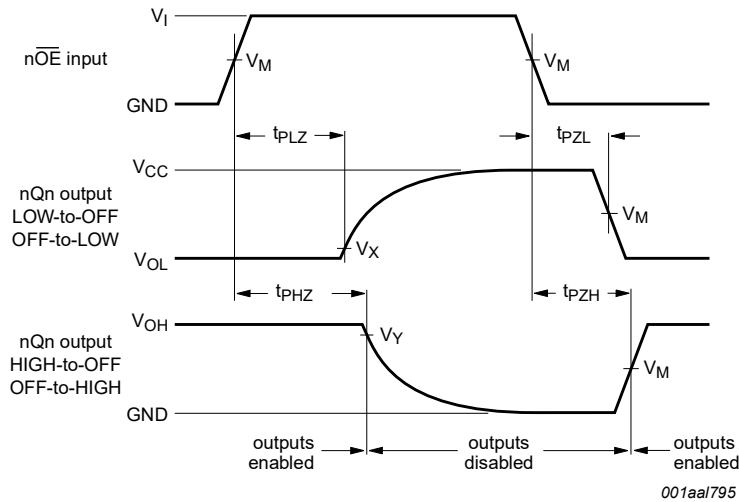 V_I
nO̅E̅ input
V_M
V_M
GND
t_PLZ
t_PZL
V_CC
nQn output
LOW-to-OFF
OFF-to-LOW
V_M
V_X
V_OL
t_PHZ
t_PZH
V_OH
V_Y
nQn output
HIGH-to-OFF
OFF-to-HIGH
V_M
GND
outputs
enabled
outputs
disabled
outputs
enabled
001aal795